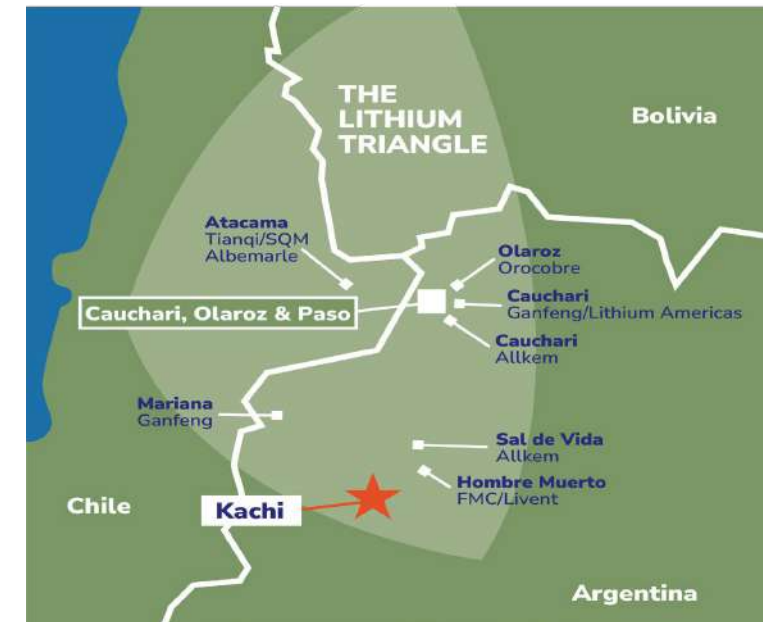 THE
LITHIUM
TRIANGLE
Bolivia
Atacama
Tianqi/SQM
Albemarle
Olaroz
Orocobre
Cauchari, Olaroz & Paso
Cauchari
Ganfeng/Lithium Americas
Cauchari
Allkem
Mariana
Ganfeng
Sal de Vida
Allkem
Hombre Muerto
FMC/Livent
Chile
Kachi
Argentina